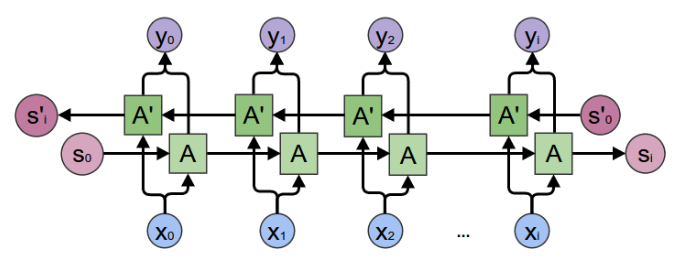 y₀ y₁ y₂ yᵢ
s'ᵢ A' A' A' A' s'₀
s₀ A A A A sᵢ
x₀ x₁ x₂ ... xᵢ